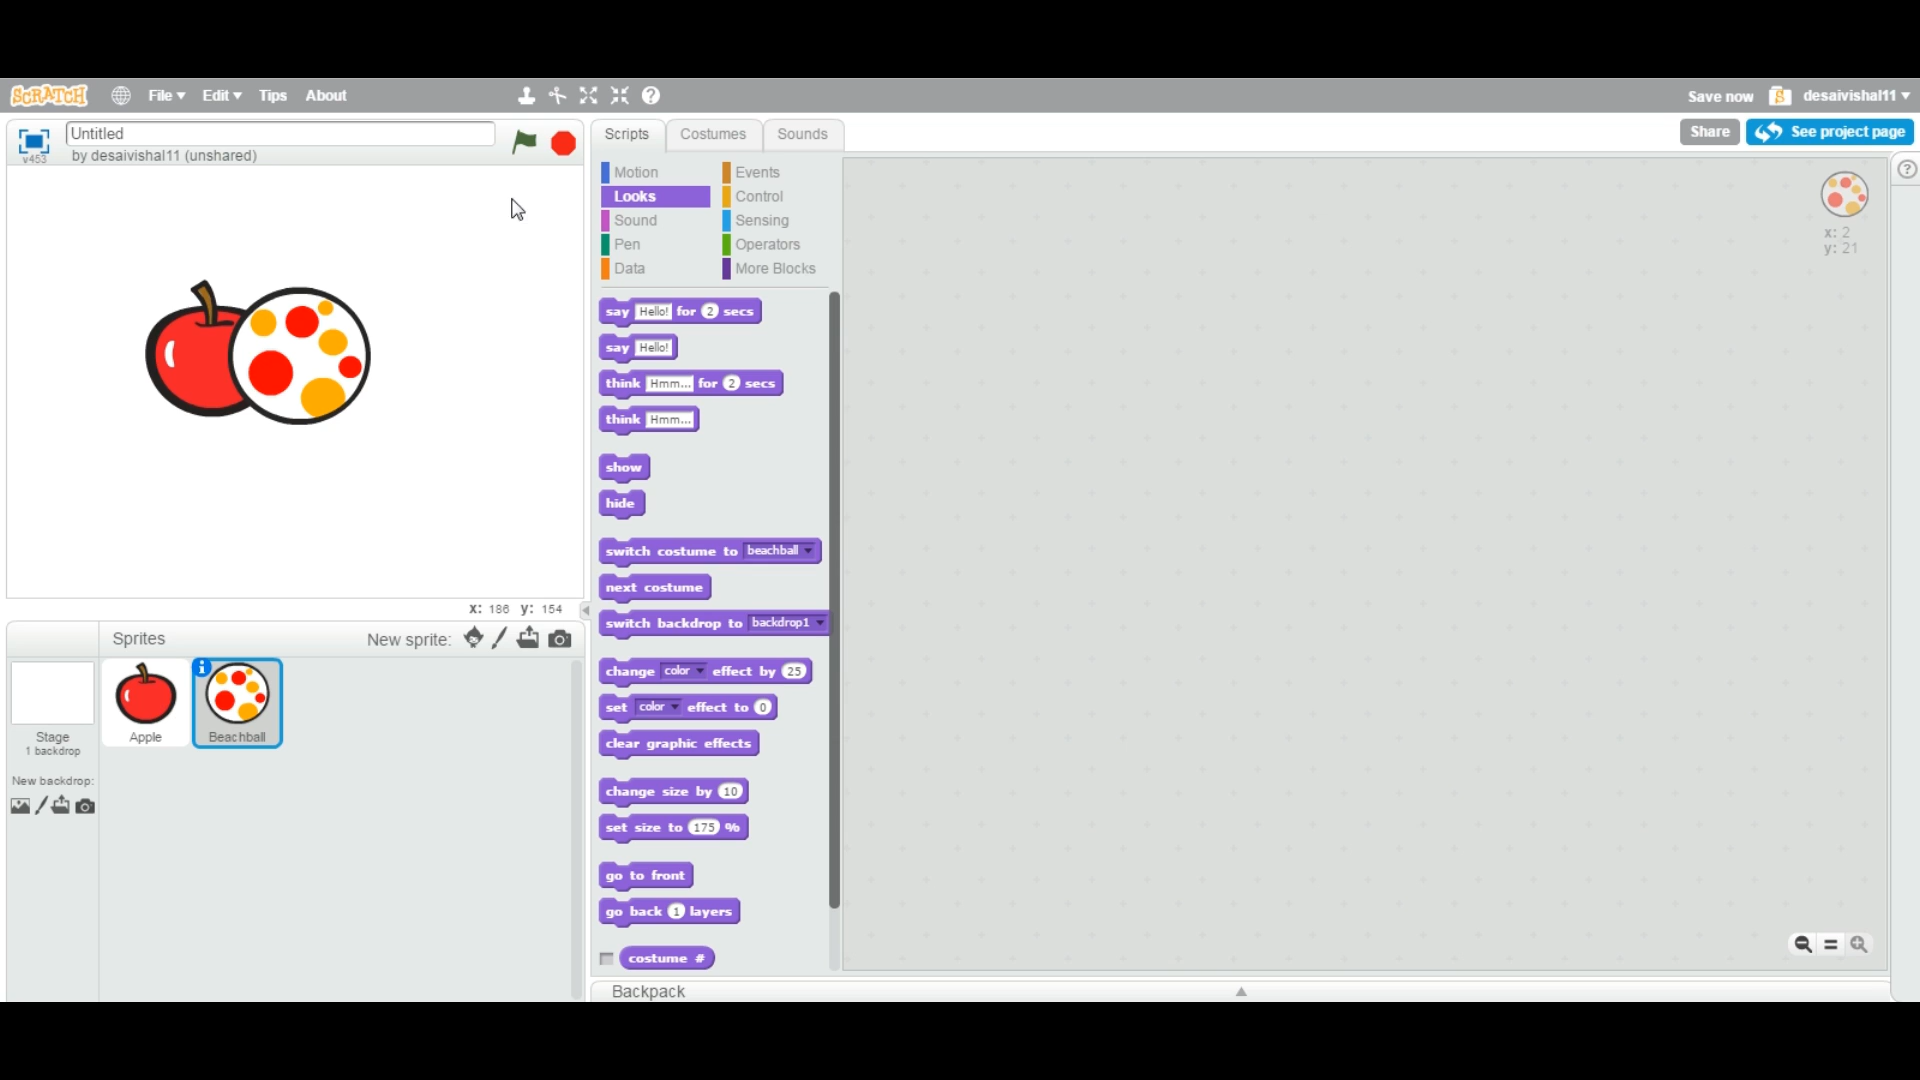 SCRATCH File Edit Tips About
Save now desaivishal11
v453
Untitled
by desaivishal11 (unshared)
Scripts Costumes Sounds
Share See project page
Motion Events
Looks Control
Sound Sensing
Pen Operators
Data More Blocks
x: 2
y: 21
say Hello! for 2 secs
say Hello!
think Hmm... for 2 secs
think Hmm...
show
hide
switch costume to beachball
next costume
switch backdrop to backdrop1
change color effect by 25
set color effect to 0
clear graphic effects
change size by 10
set size to 175 %
go to front
go back 1 layers
costume #
x: 186 y: 154
Sprites New sprite:
Apple Beachball
Stage
1 backdrop
New backdrop:
Backpack